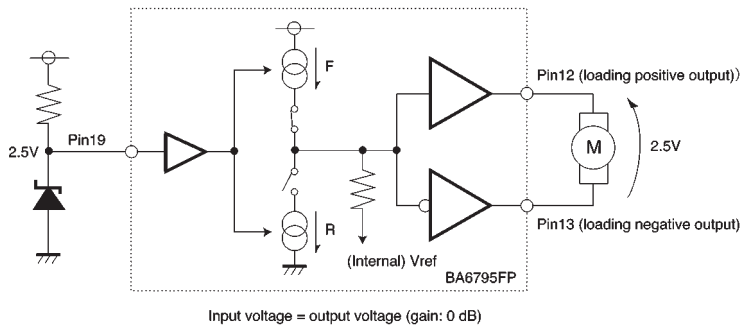 F
Pin12 (loading positive output))
Pin19
2.5V
M
2.5V
R
Pin13 (loading negative output)
(Internal) Vref
BA6795FP
Input voltage = output voltage (gain: 0 dB)